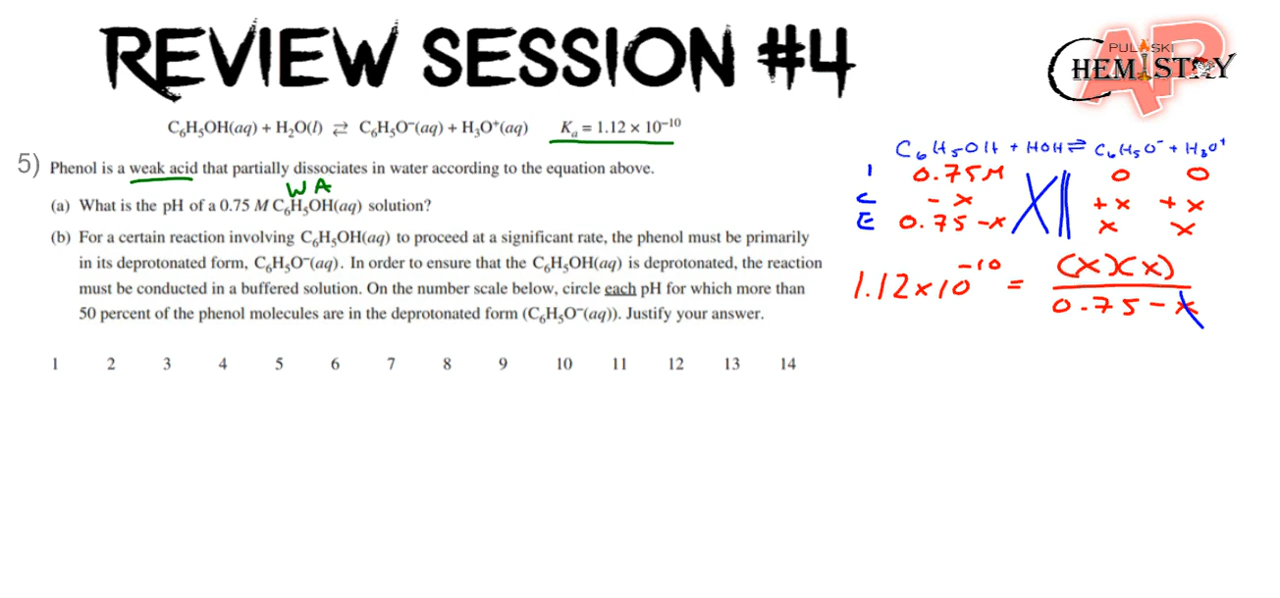 REVIEW SESSION #4
PULASKI
CHEMISTRY
AP
C₆H₅OH(aq) + H₂O(l) ⇄ C₆H₅O⁻(aq) + H₃O⁺(aq) Kₐ = 1.12 × 10⁻¹⁰
5) Phenol is a weak acid that partially dissociates in water according to the equation above.
WA
(a) What is the pH of a 0.75 M C₆H₅OH(aq) solution?
(b) For a certain reaction involving C₆H₅OH(aq) to proceed at a significant rate, the phenol must be primarily
in its deprotonated form, C₆H₅O⁻(aq). In order to ensure that the C₆H₅OH(aq) is deprotonated, the reaction
must be conducted in a buffered solution. On the number scale below, circle each pH for which more than
50 percent of the phenol molecules are in the deprotonated form (C₆H₅O⁻(aq)). Justify your answer.
1 2 3 4 5 6 7 8 9 10 11 12 13 14
C₆H₅OH + HOH ⇌ C₆H₅O⁻ + H₃O⁺
I 0.75M 0 0
C - x + x + x
E 0.75 - x x x
1.12 x 10⁻¹⁰ = (x)(x)
0.75 - x